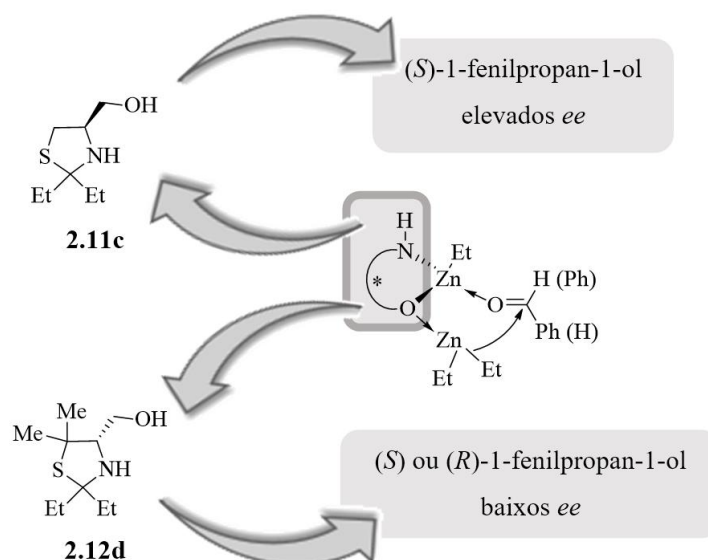 (S)-1-fenilpropan-1-ol
elevados ee
OH
S
NH
Et
Et
2.11c
H
N
Et
*
Zn
H (Ph)
O
O
Zn
Ph (H)
Et
Et
Me
Me
OH
S
NH
Et
Et
2.12d
(S) ou (R)-1-fenilpropan-1-ol
baixos ee